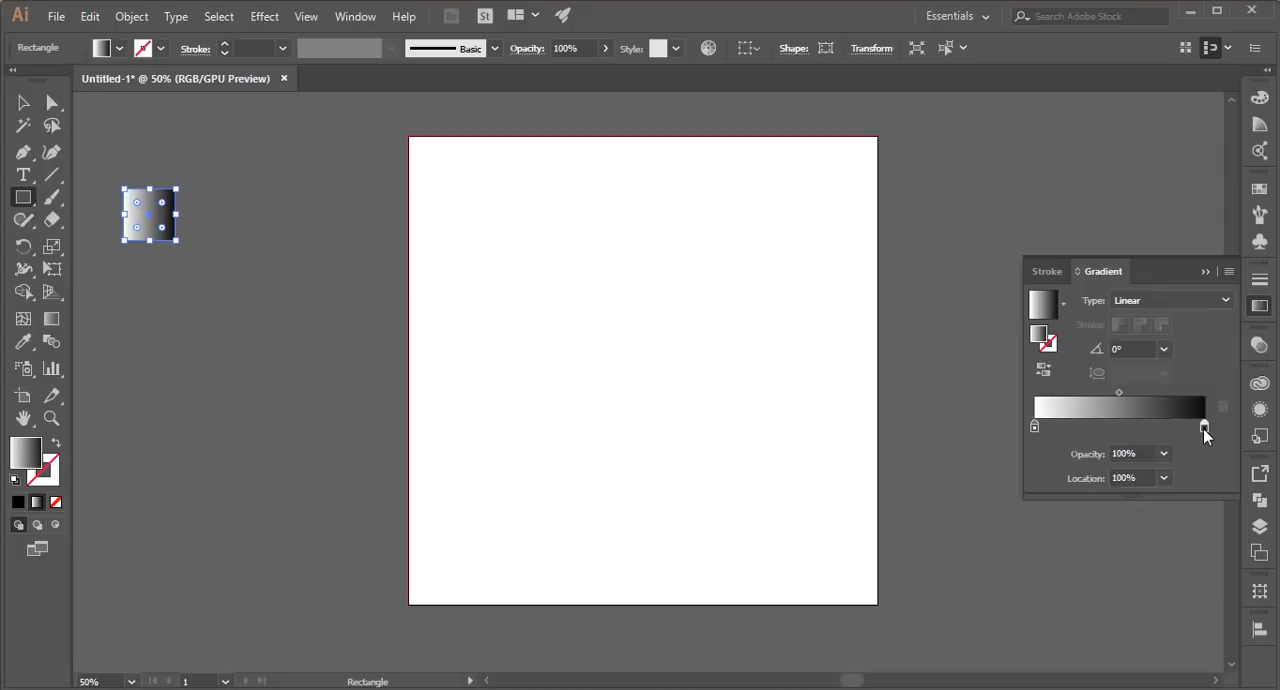 Ai File Edit Object Type Select Effect View Window Help Br St Essentials Search Adobe Stock
Rectangle Stroke: Basic Opacity: 100% Style: Shape: Transform
Untitled-1* @ 50% (RGB/GPU Preview) ×
Stroke Gradient
Type: Linear
Stroke:
0°
Opacity: 100%
Location: 100%
50% 1 Rectangle